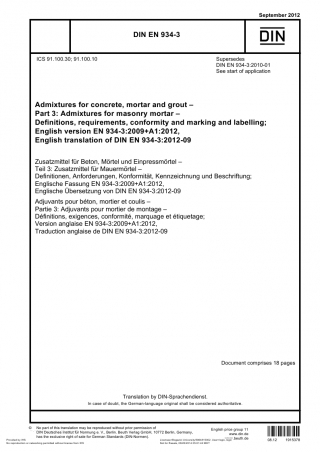 September 2012
DIN EN 934-3
DIN
ICS 91.100.30; 91.100.10
Supersedes
DIN EN 934-3:2010-01
See start of application
Admixtures for concrete, mortar and grout –
Part 3: Admixtures for masonry mortar –
Definitions, requirements, conformity and marking and labelling;
English version EN 934-3:2009+A1:2012,
English translation of DIN EN 934-3:2012-09
Zusatzmittel für Beton, Mörtel und Einpressmörtel –
Teil 3: Zusatzmittel für Mauermörtel –
Definitionen, Anforderungen, Konformität, Kennzeichnung und Beschriftung;
Englische Fassung EN 934-3:2009+A1:2012,
Englische Übersetzung von DIN EN 934-3:2012-09
Adjuvants pour béton, mortier et coulis –
Partie 3: Adjuvants pour mortier de montage –
Définitions, exigences, conformité, marquage et étiquetage;
Version anglaise EN 934-3:2009+A1:2012,
Traduction anglaise de DIN EN 934-3:2012-09
Document comprises 18 pages
Translation by DIN-Sprachendienst.
In case of doubt, the German-language original shall be considered authoritative.
© No part of this translation may be reproduced without prior permission of
DIN Deutsches Institut für Normung e. V., Berlin. Beuth Verlag GmbH, 10772 Berlin, Germany,
has the exclusive right of sale for German Standards (DIN-Normen).
English price group 11
www.din.de
www.beuth.de
08.12 1915078